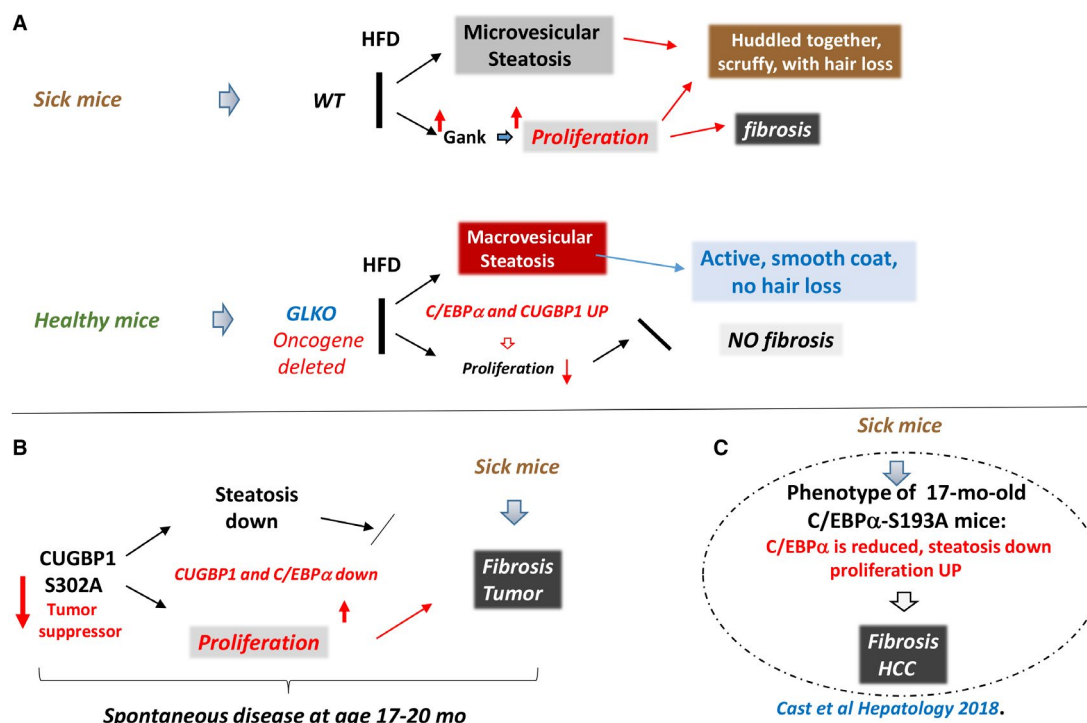 A
Sick mice
WT
HFD
Microvesicular
Steatosis
Gank
Proliferation
Huddled together,
scruffy, with hair loss
fibrosis
Healthy mice
GLKO
Oncogene
deleted
HFD
Macrovesicular
Steatosis
C/EBPα and CUGBP1 UP
Proliferation
Active, smooth coat,
no hair loss
NO fibrosis
B
CUGBP1
S302A
Tumor
suppressor
Steatosis
down
CUGBP1 and C/EBPα down
Proliferation
Sick mice
Fibrosis
Tumor
Spontaneous disease at age 17-20 mo
C
Sick mice
Phenotype of 17-mo-old
C/EBPα-S193A mice:
C/EBPα is reduced, steatosis down
proliferation UP
Fibrosis
HCC
Cast et al Hepatology 2018.